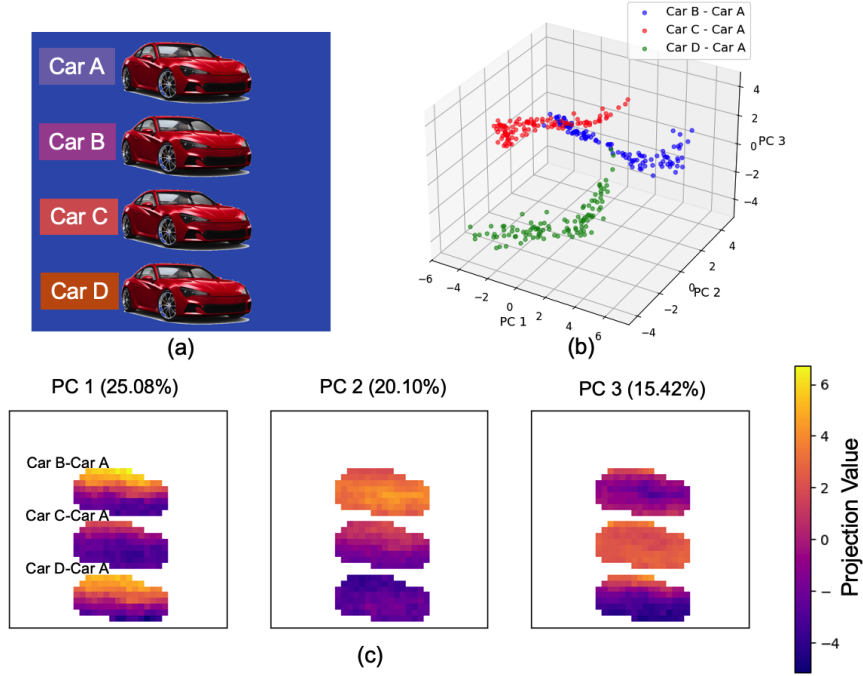 Car A
Car B
Car C
Car D
(a)
Car B - Car A
Car C - Car A
Car D - Car A
4
2
0
−2
−4
PC 3
−6
−4
−2
0
2
4
6
PC 1
−4
−2
0
2
4
PC 2
(b)
PC 1 (25.08%)
PC 2 (20.10%)
PC 3 (15.42%)
Car B-Car A
Car C-Car A
Car D-Car A
6
4
2
0
−2
−4
Projection Value
(c)